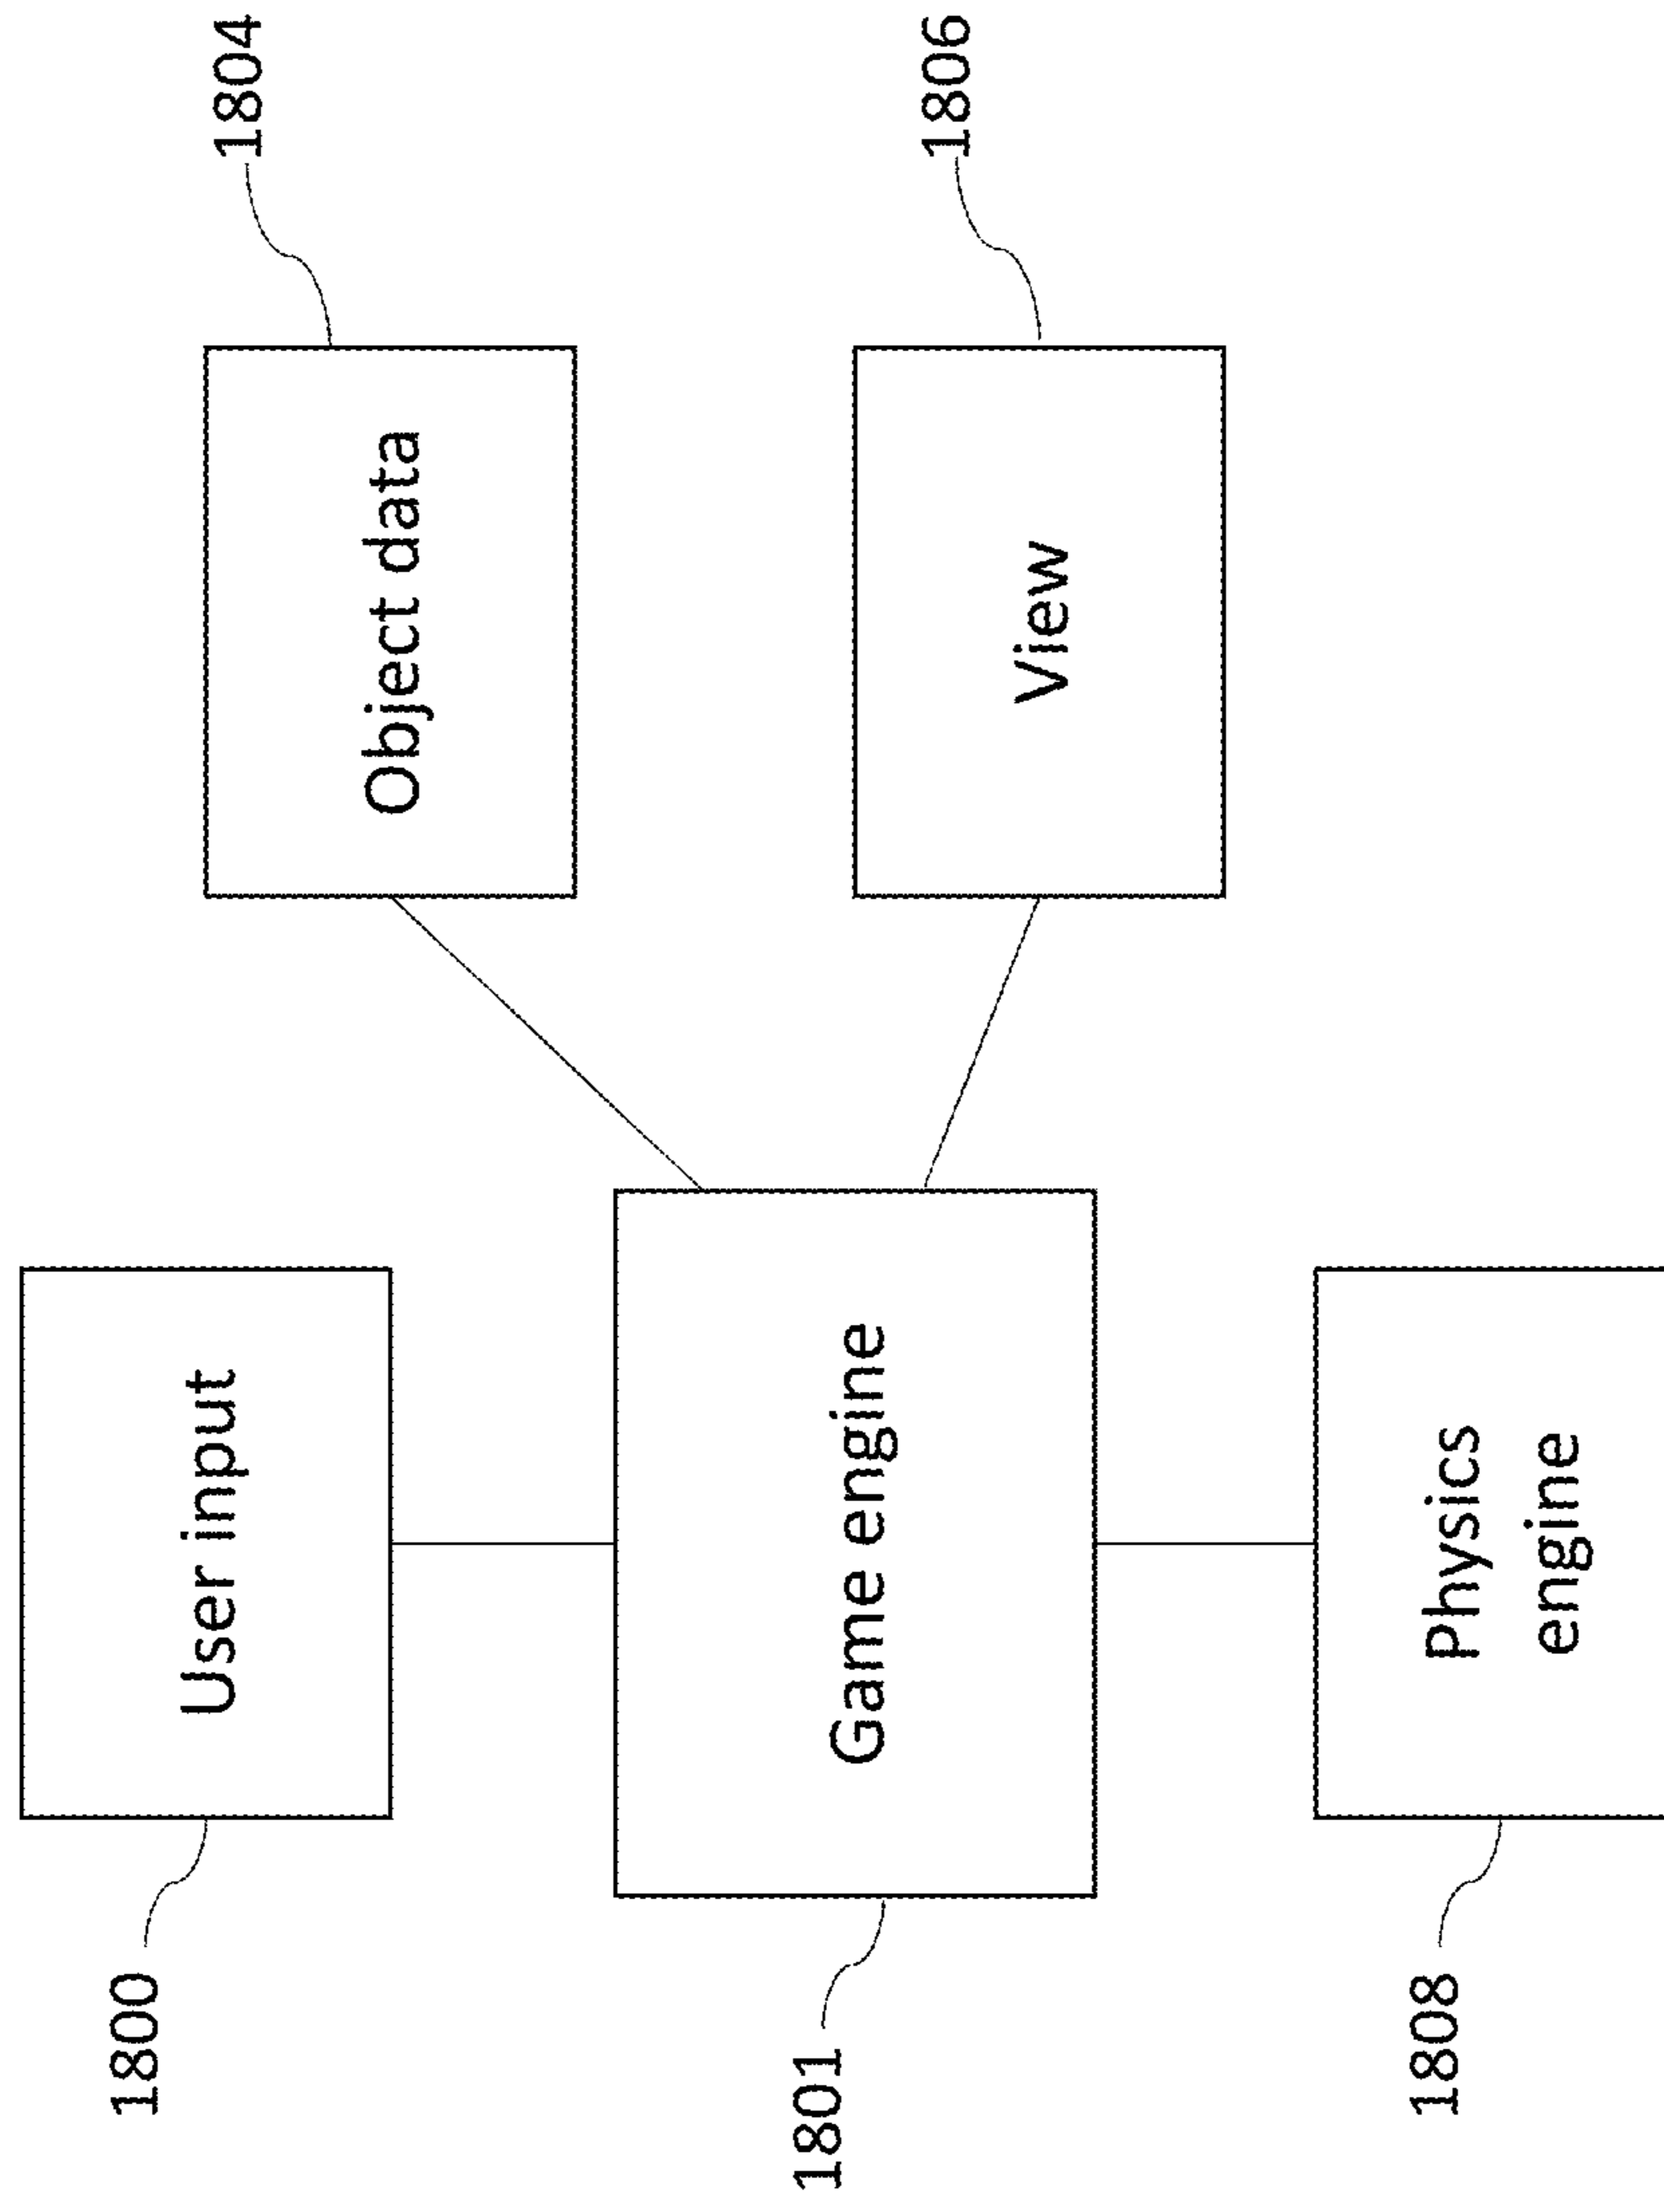 1800
User input
1804
Object data
1801
Game engine
1806
View
1808
Physics
engine